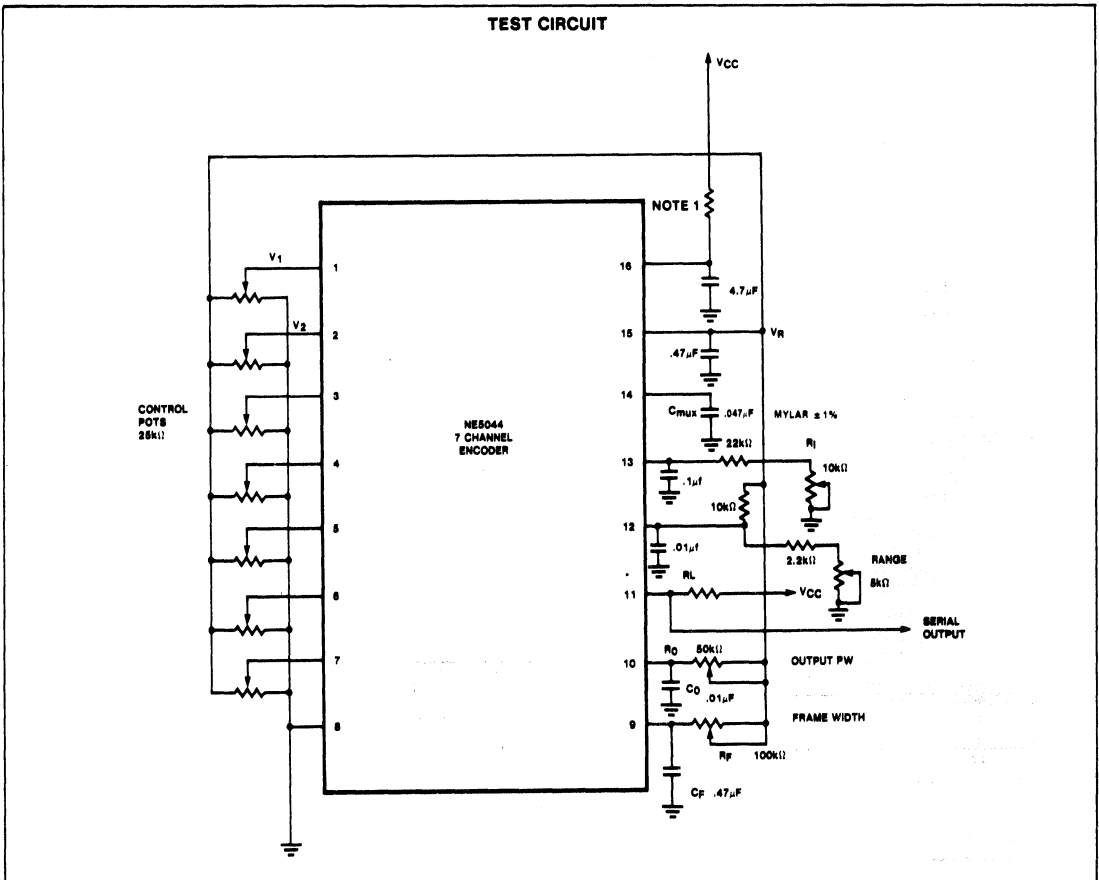 TEST CIRCUIT
VCC
NOTE 1
V1
1
16
4.7µF
V2
2
15
VR
.47µF
3
14
Cmux
.047µF
MYLAR ±1%
CONTROL
POTS
25kΩ
NE5044
7 CHANNEL
ENCODER
22kΩ
RI
4
13
10kΩ
.1µf
10kΩ
5
12
.01µf
2.2kΩ
RANGE
5kΩ
RL
6
11
VCC
SERIAL
OUTPUT
7
10
RO
50kΩ
OUTPUT PW
CO
.01µF
FRAME WIDTH
8
9
RF
100kΩ
CF .47µF